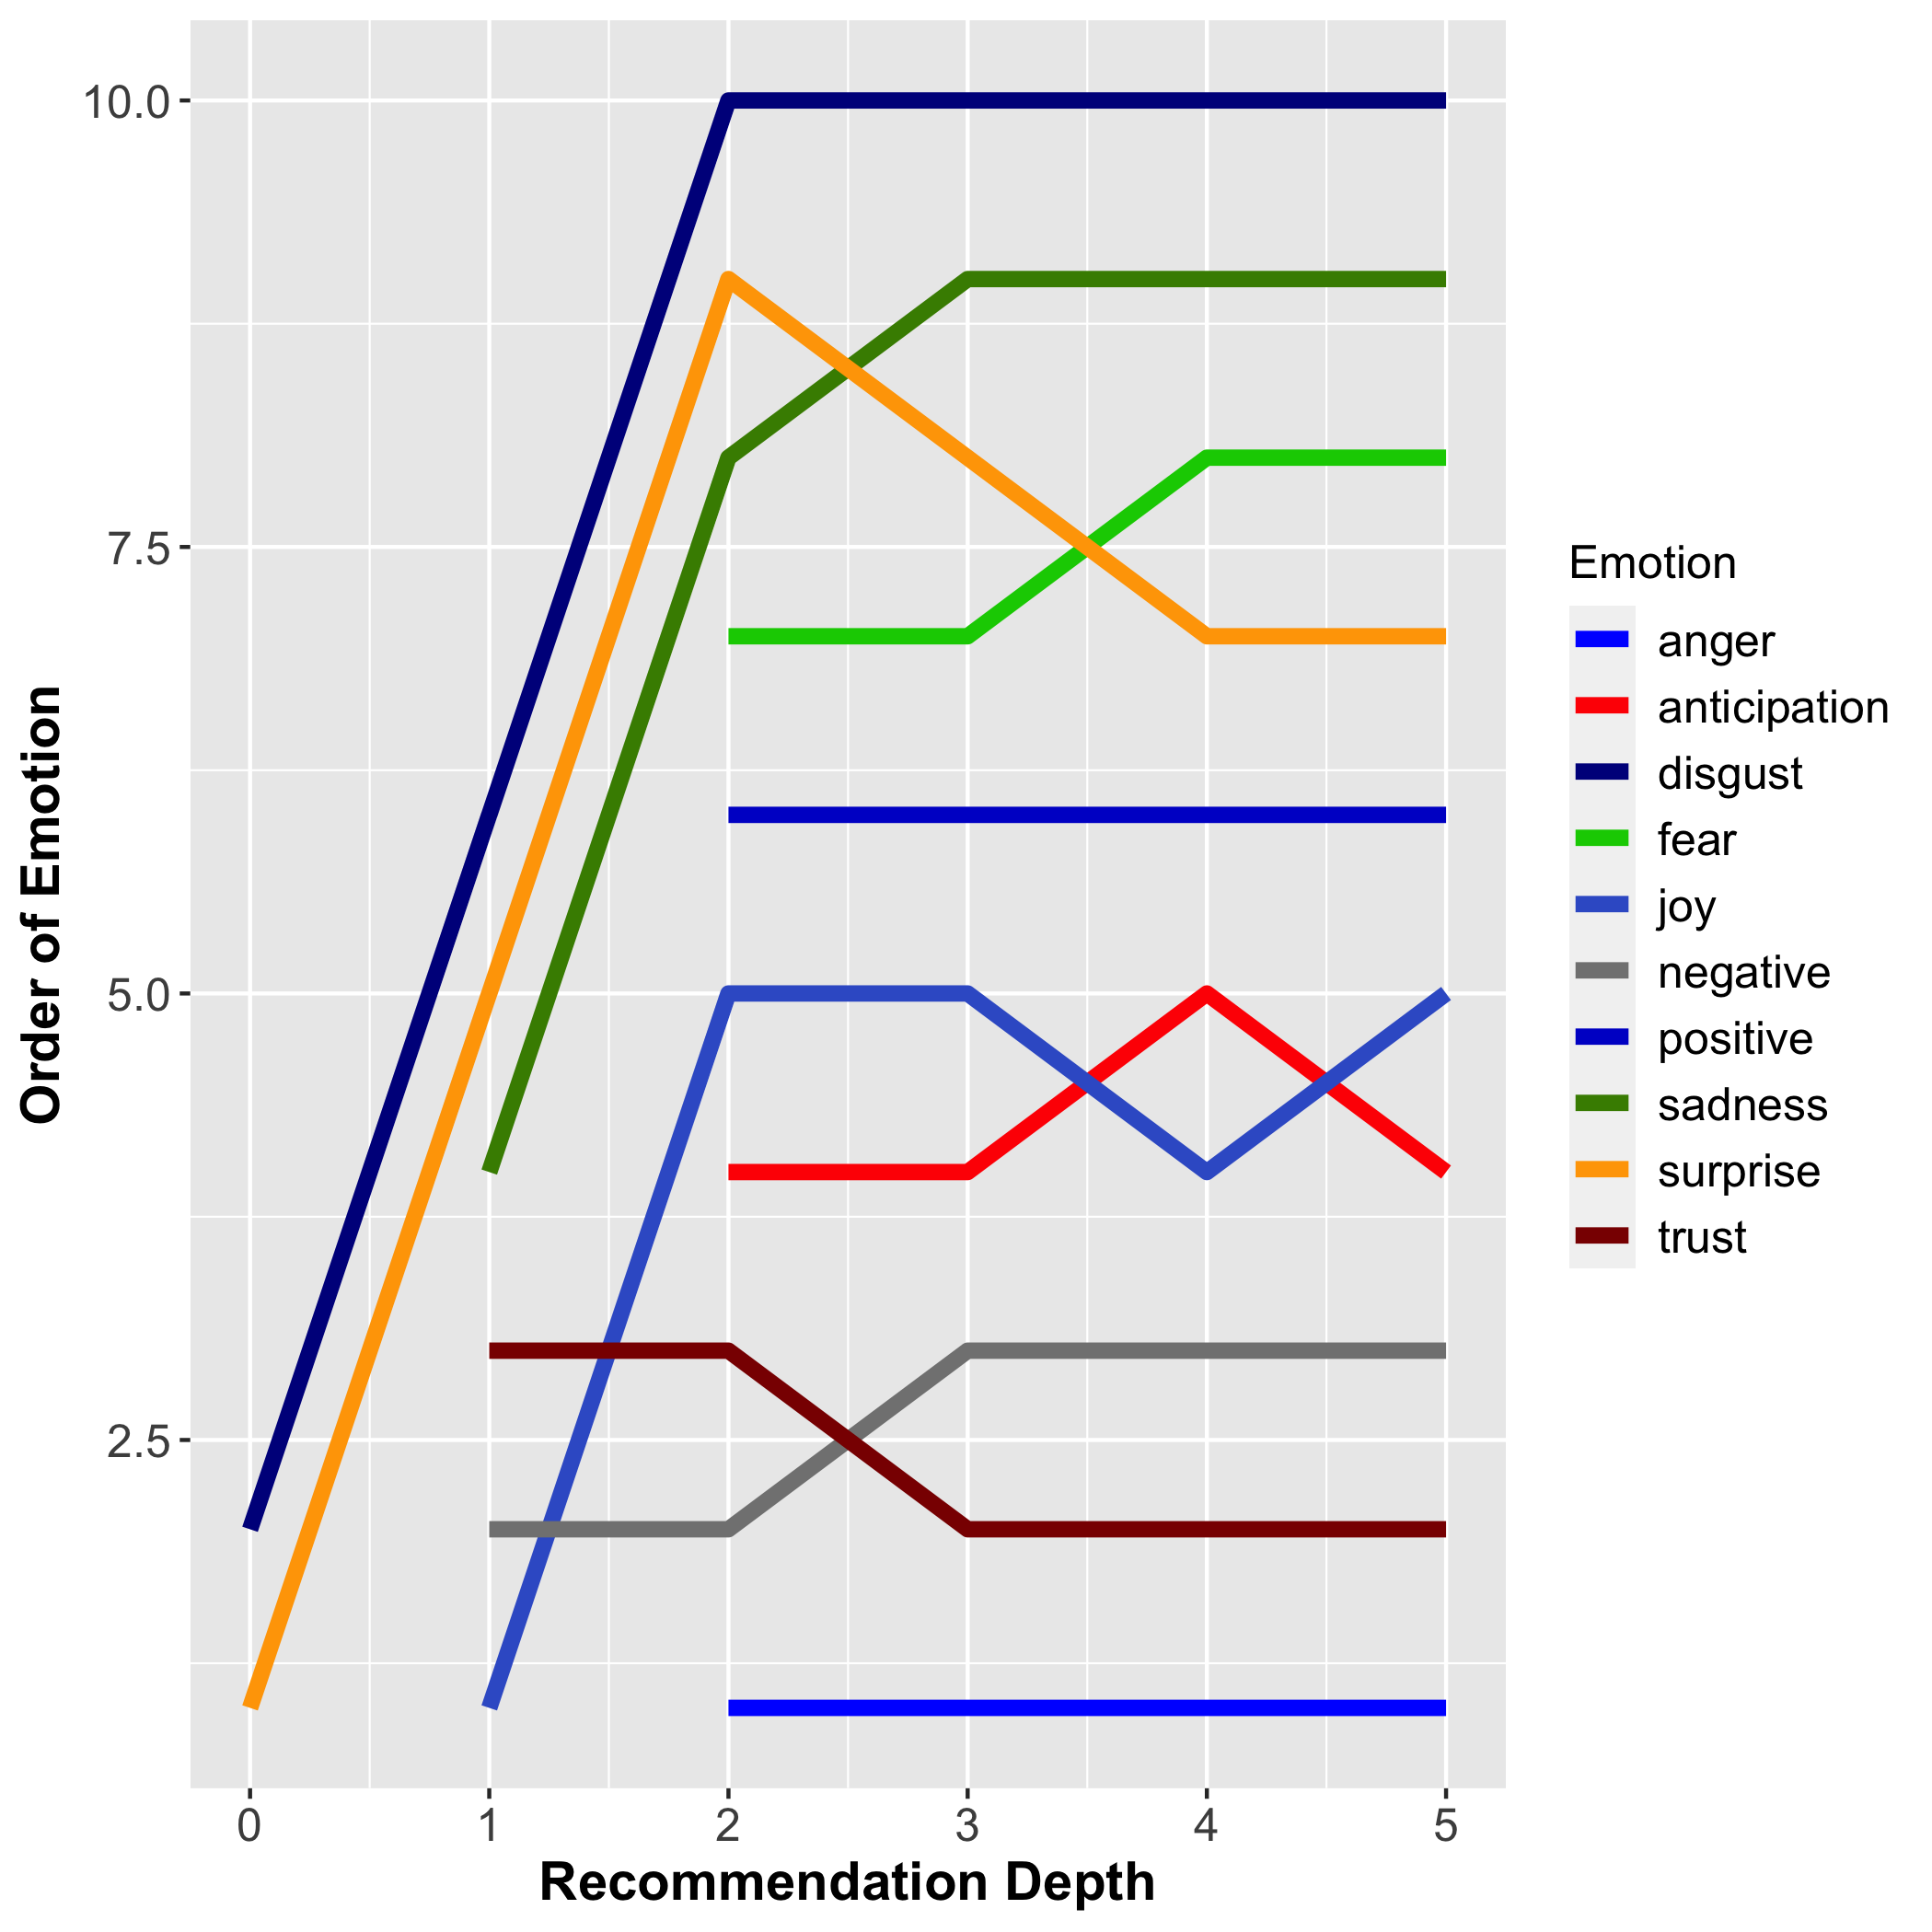 10.0
7.5
5.0
2.5
Order of Emotion
0 1 2 3 4 5
Recommendation Depth
Emotion
anger
anticipation
disgust
fear
joy
negative
positive
sadness
surprise
trust